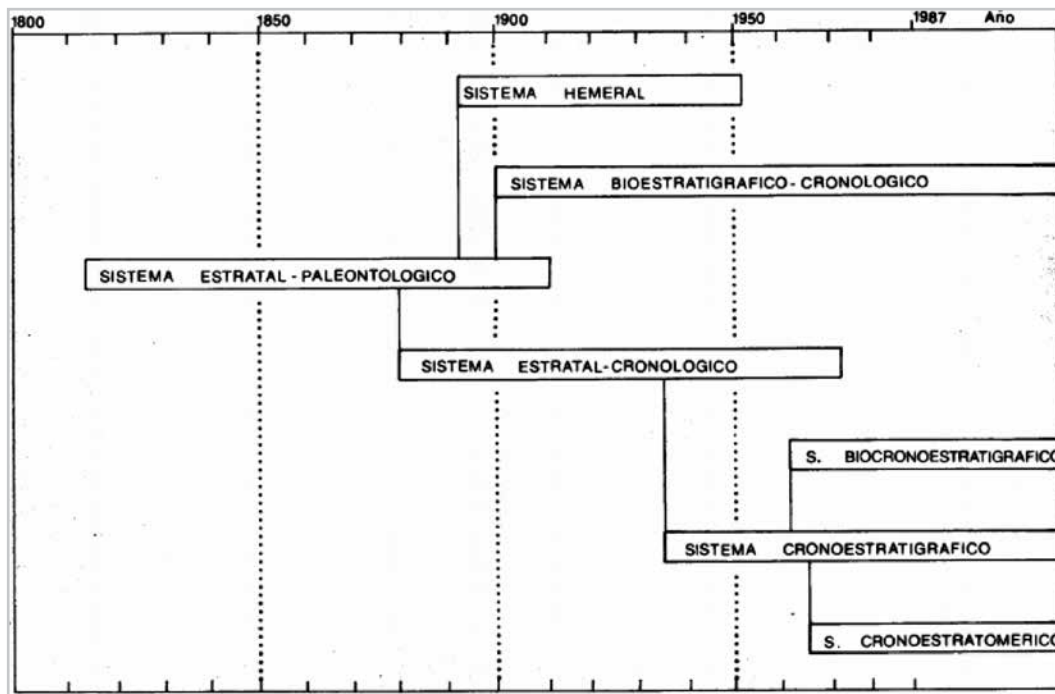 1800 1850 1900 1950 1987 Año
SISTEMA HEMERAL
SISTEMA BIOESTRATIGRAFICO-CRONOLOGICO
SISTEMA ESTRATAL-PALEONTOLOGICO
SISTEMA ESTRATAL-CRONOLOGICO
S. BIOCRONOESTRATIGRAFICO
SISTEMA CRONOESTRATIGRAFICO
S. CRONOESTRATOMERICO